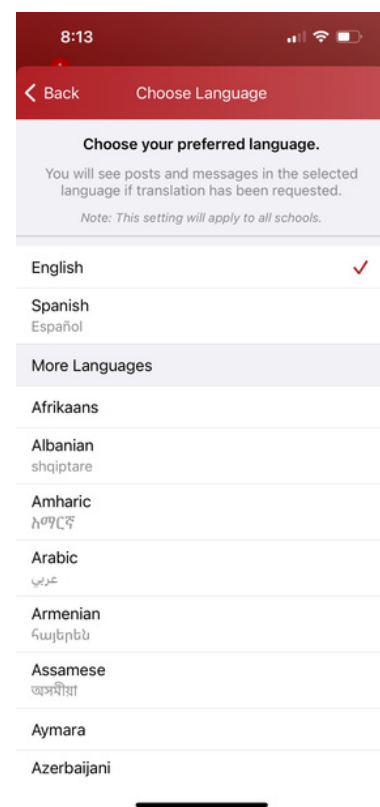 8:13
Back
Choose Language
Choose your preferred language.
You will see posts and messages in the selected
language if translation has been requested.
Note: This setting will apply to all schools.
English
Spanish
Español
More Languages
Afrikaans
Albanian
shqiptare
Amharic
አማርኛ
Arabic
عربي
Armenian
հայերեն
Assamese
অসমীয়া
Aymara
Azerbaijani